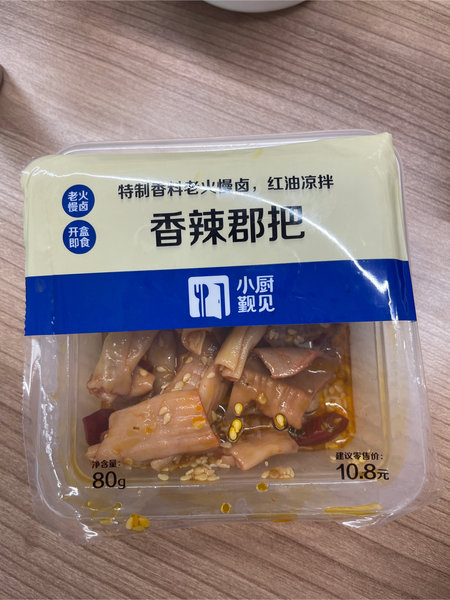 特制香料老火慢卤，红油凉拌
老火
慢卤
开盒
即食
香辣郡把
小厨
觐见
净含量：
80g
建议零售价：
10.8元